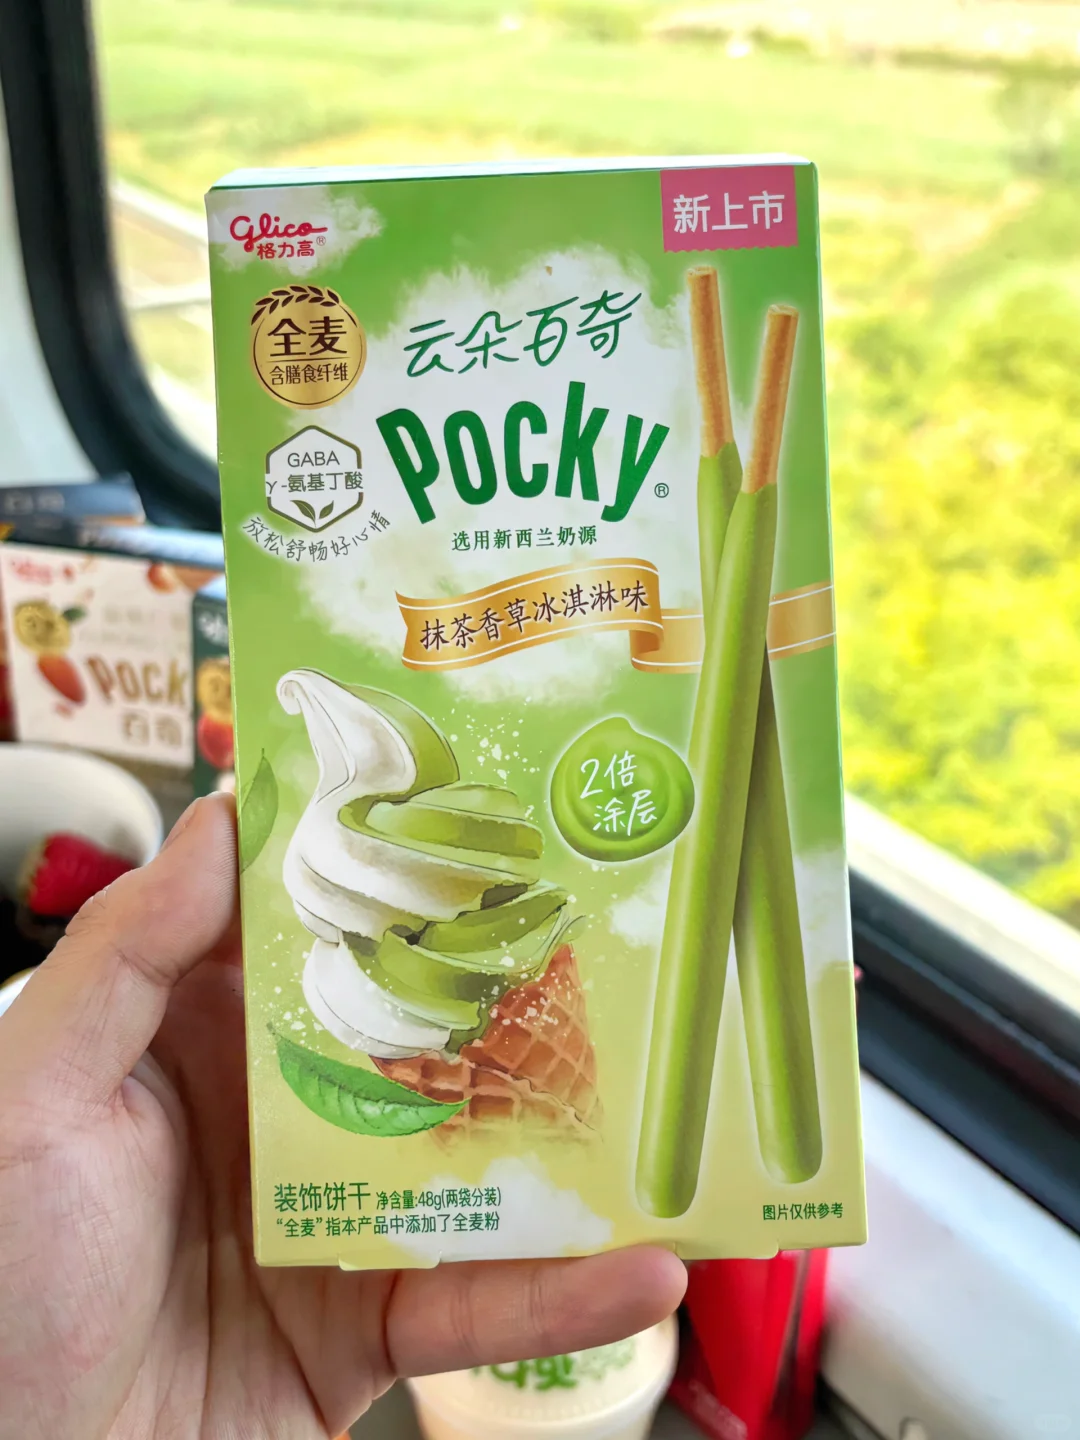 Glico
格力高®
新上市
全麦
含膳食纤维
云朵百奇
Pocky®
GABA
γ-氨基丁酸
放松舒畅好心情
选用新西兰奶源
抹茶香草冰淇淋味
2倍
涂层
Pock
百奇
装饰饼干 净含量:48g(两袋分装)
“全麦”指本产品中添加了全麦粉
图片仅供参考